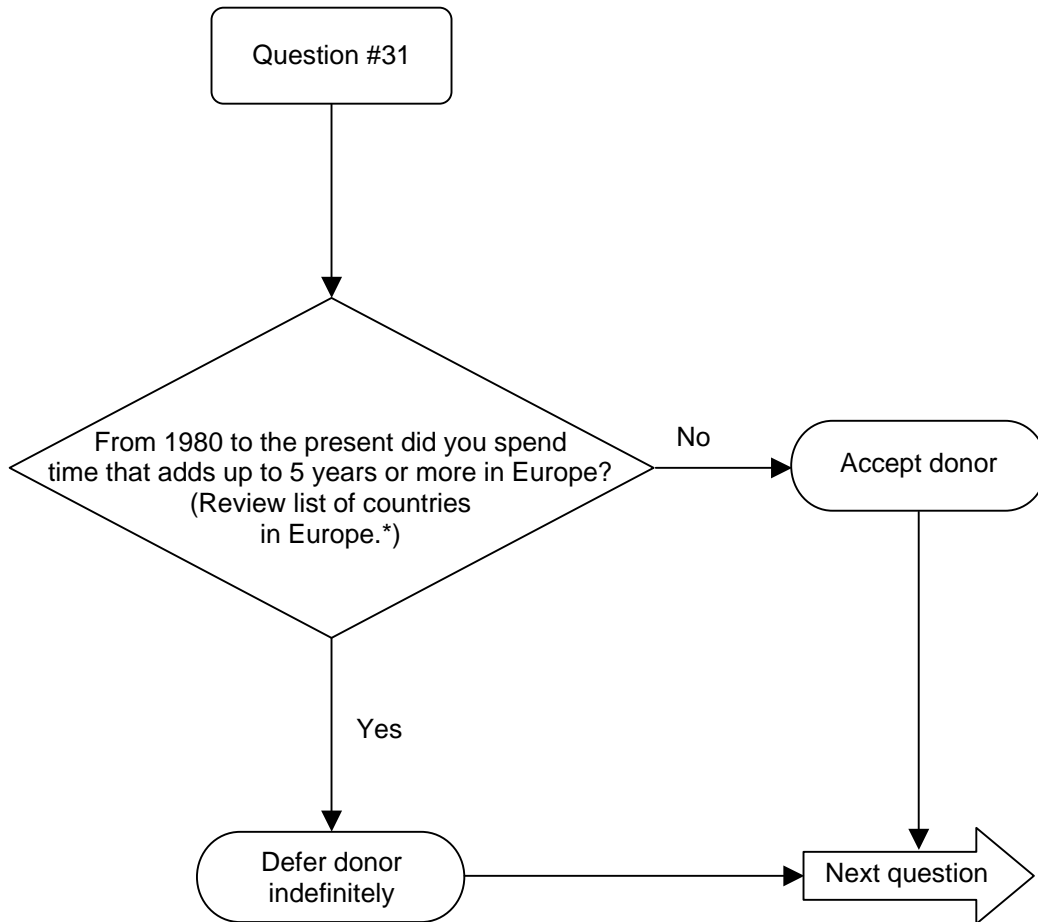 Question #31
From 1980 to the present did you spend
time that adds up to 5 years or more in Europe?
(Review list of countries
in Europe.*)
No
Accept donor
Yes
Defer donor
indefinitely
Next question